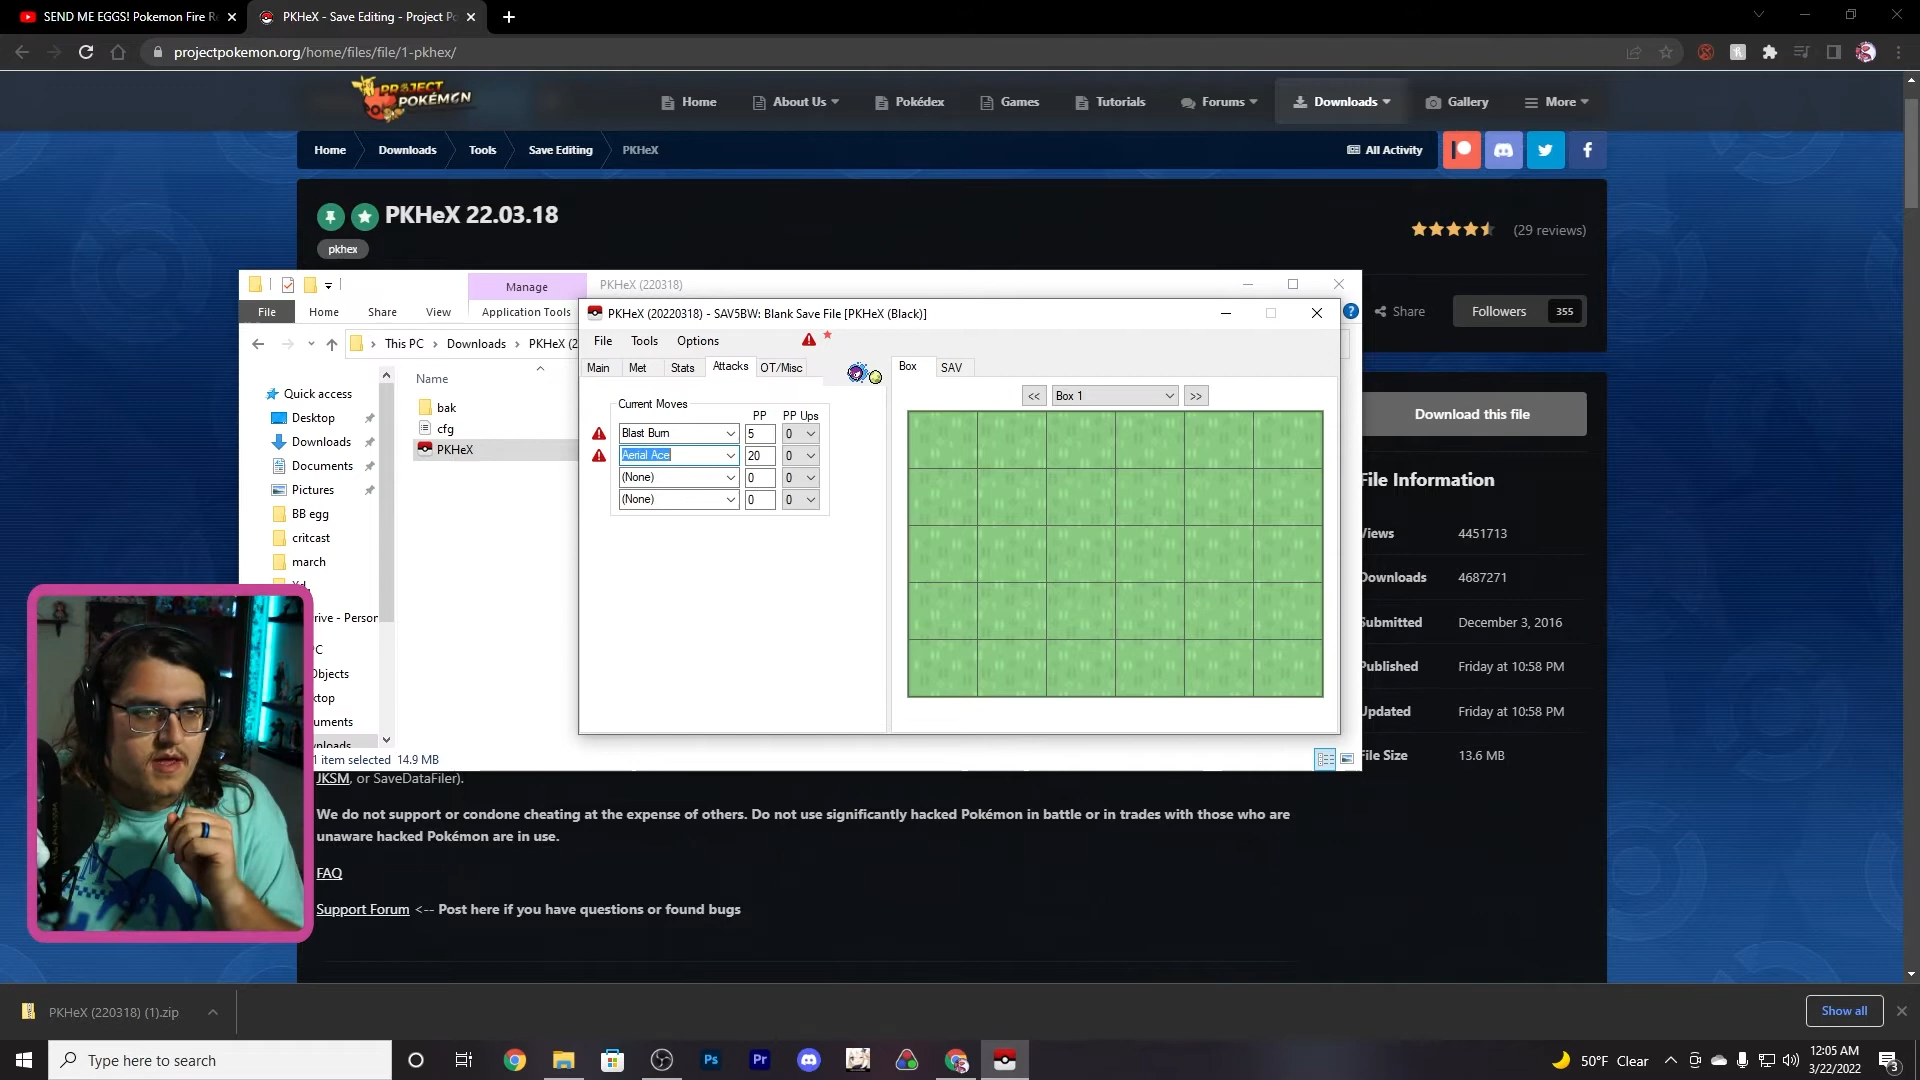 SEND ME EGGS! Pokemon Fire R
PKHeX - Save Editing - Project Po
projectpokemon.org/home/files/file/1-pkhex/
PROJECT POKÉMON
Home
About Us
Pokédex
Games
Tutorials
Forums
Downloads
Gallery
More
Home
Downloads
Tools
Save Editing
PKHeX
All Activity
PKHeX 22.03.18
(29 reviews)
pkhex
Share
Followers 355
Download this file
File Information
Views 4451713
Downloads 4687271
Submitted December 3, 2016
Published Friday at 10:58 PM
Updated Friday at 10:58 PM
File Size 13.6 MB
Manage
PKHeX (220318)
File
Home
Share
View
Application Tools
This PC > Downloads > PKHeX (2
Name
Quick access
Desktop
Downloads
Documents
Pictures
BB egg
critcast
march
bak
cfg
PKHeX
1 item selected 14.9 MB
PKHeX (20220318) - SAV5BW: Blank Save File [PKHeX (Black)]
File
Tools
Options
Main
Met
Stats
Attacks
OT/Misc
Box
SAV
Current Moves
PP
PP Ups
Blast Burn 5 0
Aerial Ace 20 0
(None) 0 0
(None) 0 0
<<
Box 1
>>
JKSM, or SaveDataFiler).
We do not support or condone cheating at the expense of others. Do not use significantly hacked Pokémon in battle or in trades with those who are
unaware hacked Pokémon are in use.
FAQ
Support Forum <-- Post here if you have questions or found bugs
PKHeX (220318) (1).zip
Show all
Type here to search
Ps
Pr
50°F Clear
12:05 AM
3/22/2022
3